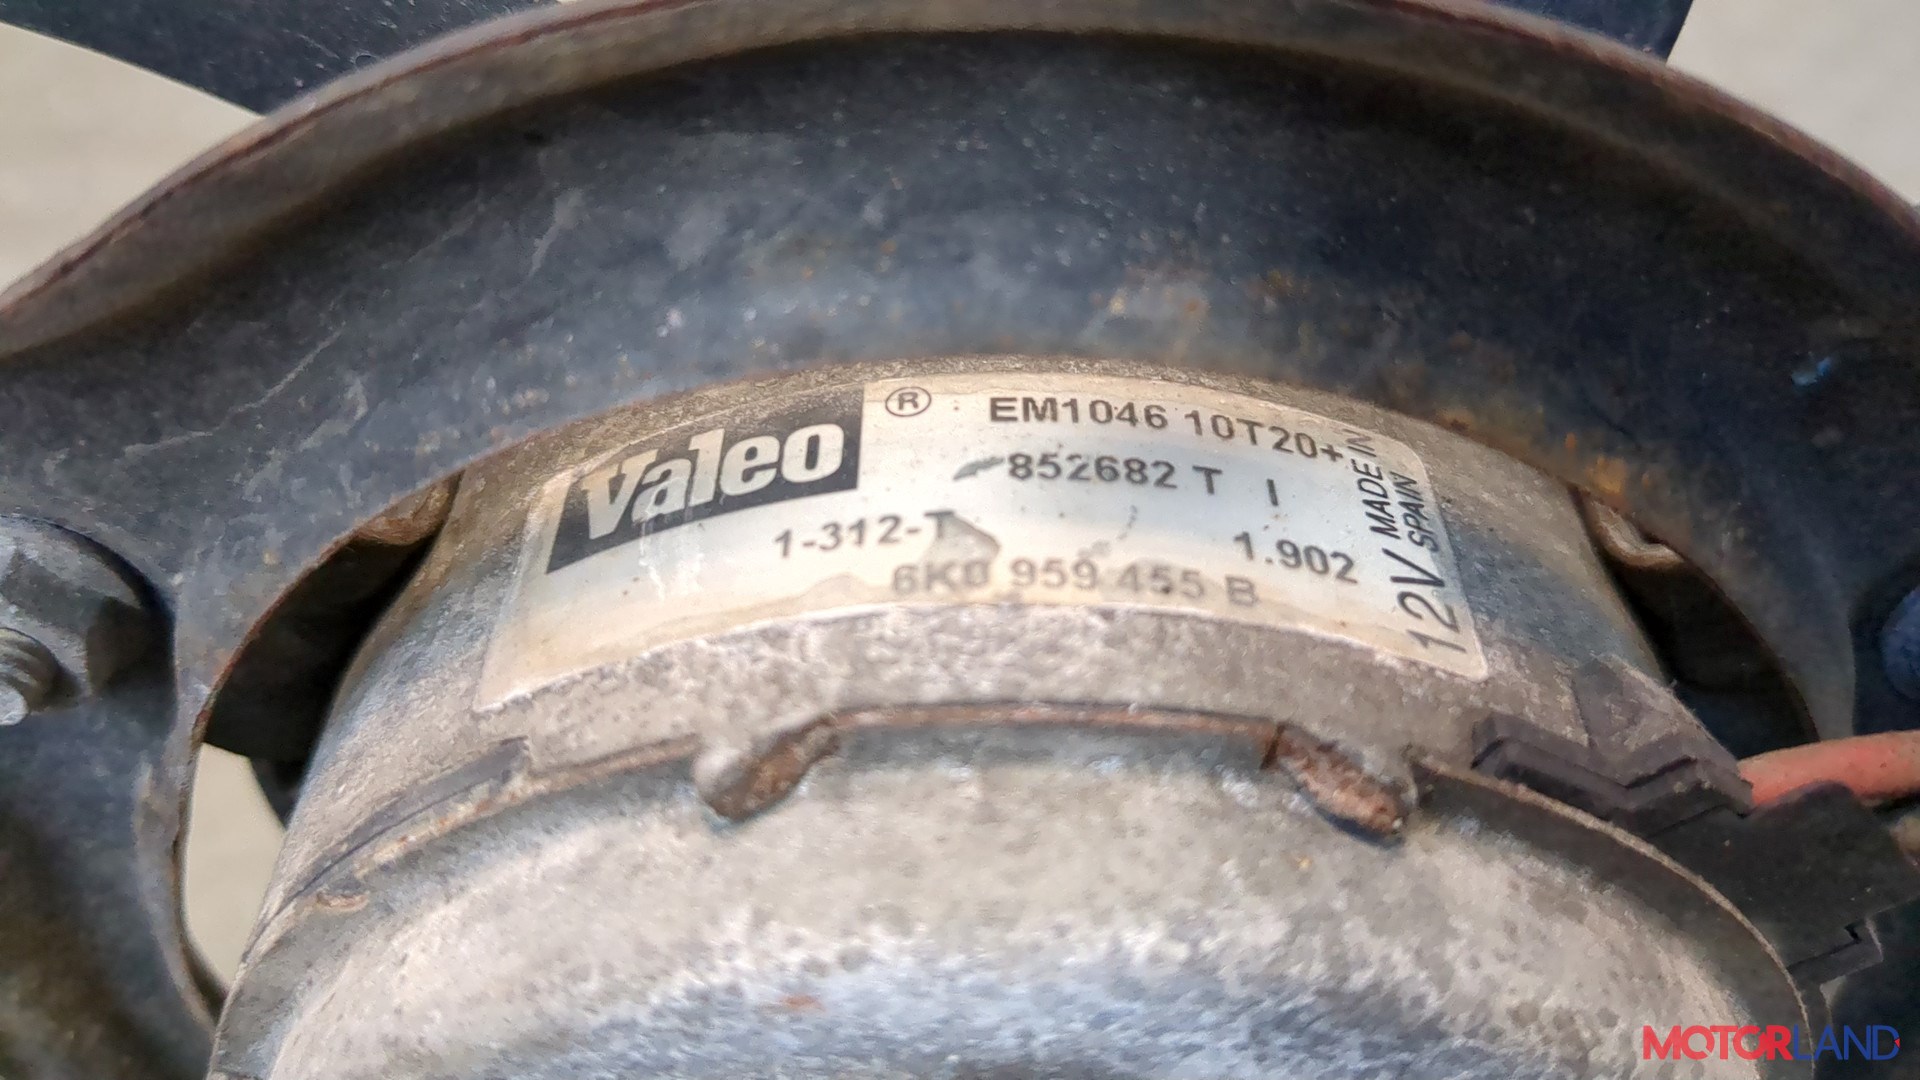 Valeo ® EM1046 10T20+
852682 T I
1-312-T 1.902
6K0 959 455 B
12V MADE IN
SPAIN
MOTORLAND